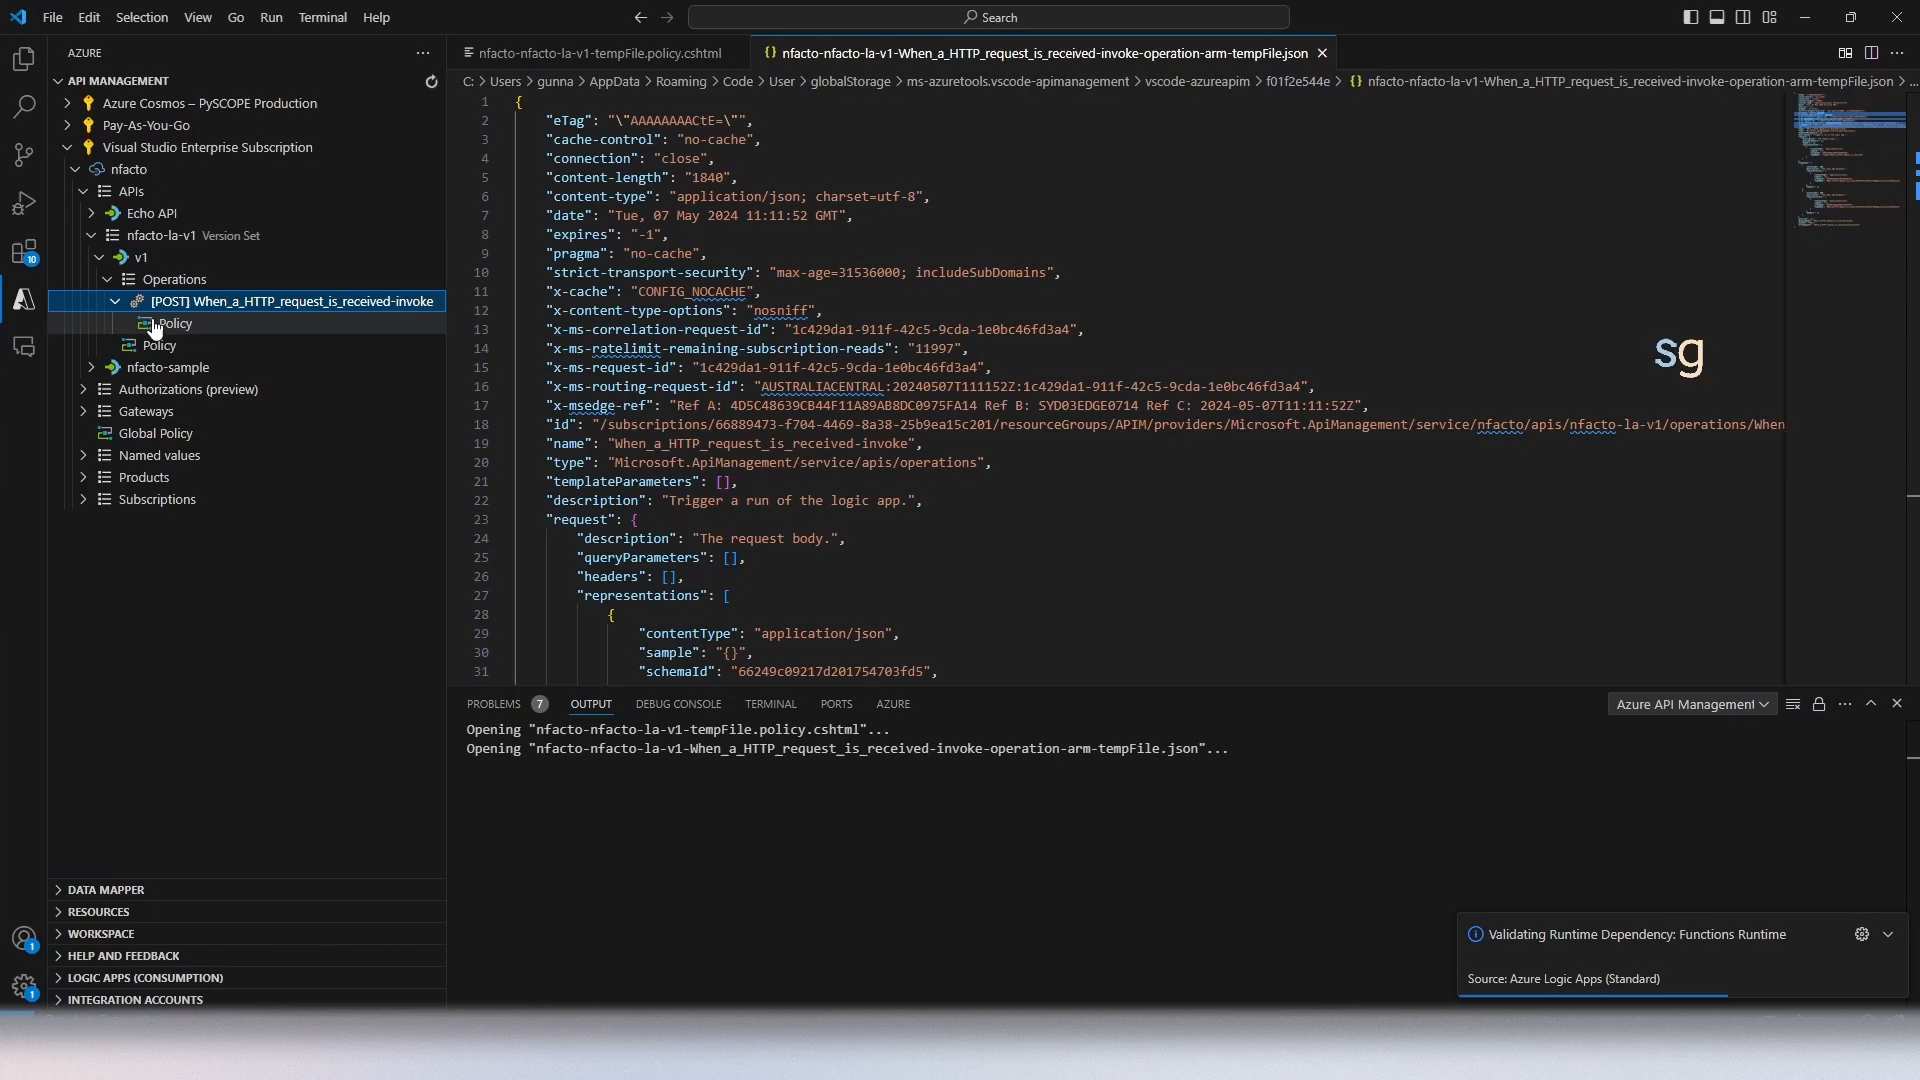 File Edit Selection View Go Run Terminal Help
Search
AZURE
API MANAGEMENT
Azure Cosmos – PySCOPE Production
Pay-As-You-Go
Visual Studio Enterprise Subscription
nfacto
APIs
Echo API
nfacto-la-v1 Version Set
v1
Operations
[POST] When_a_HTTP_request_is_received-invoke
Policy
Policy
nfacto-sample
Authorizations (preview)
Gateways
Global Policy
Named values
Products
Subscriptions
DATA MAPPER
RESOURCES
WORKSPACE
HELP AND FEEDBACK
LOGIC APPS (CONSUMPTION)
INTEGRATION ACCOUNTS
10
1
1
nfacto-nfacto-la-v1-tempFile.policy.cshtml
{} nfacto-nfacto-la-v1-When_a_HTTP_request_is_received-invoke-operation-arm-tempFile.json
C: > Users > gunna > AppData > Roaming > Code > User > globalStorage > ms-azuretools.vscode-apimanagement > vscode-azureapim > f01f2e544e > {} nfacto-nfacto-la-v1-When_a_HTTP_request_is_received-invoke-operation-arm-tempFile.json > ...
1 {
2 "eTag": "\"AAAAAAAACtE=\"",
3 "cache-control": "no-cache",
4 "connection": "close",
5 "content-length": "1840",
6 "content-type": "application/json; charset=utf-8",
7 "date": "Tue, 07 May 2024 11:11:52 GMT",
8 "expires": "-1",
9 "pragma": "no-cache",
10 "strict-transport-security": "max-age=31536000; includeSubDomains",
11 "x-cache": "CONFIG_NOCACHE",
12 "x-content-type-options": "nosniff",
13 "x-ms-correlation-request-id": "1c429da1-911f-42c5-9cda-1e0bc46fd3a4",
14 "x-ms-ratelimit-remaining-subscription-reads": "11997",
15 "x-ms-request-id": "1c429da1-911f-42c5-9cda-1e0bc46fd3a4",
16 "x-ms-routing-request-id": "AUSTRALIACENTRAL:20240507T111152Z:1c429da1-911f-42c5-9cda-1e0bc46fd3a4",
17 "x-msedge-ref": "Ref A: 4D5C48639CB44F11A89AB8DC0975FA14 Ref B: SYD03EDGE0714 Ref C: 2024-05-07T11:11:52Z",
18 "id": "/subscriptions/66889473-f704-4469-8a38-25b9ea15c201/resourceGroups/APIM/providers/Microsoft.ApiManagement/service/nfacto/apis/nfacto-la-v1/operations/When
19 "name": "When_a_HTTP_request_is_received-invoke",
20 "type": "Microsoft.ApiManagement/service/apis/operations",
21 "templateParameters": [],
22 "description": "Trigger a run of the logic app.",
23 "request": {
24 "description": "The request body.",
25 "queryParameters": [],
26 "headers": [],
27 "representations": [
28 {
29 "contentType": "application/json",
30 "sample": "{}",
31 "schemaId": "66249c09217d201754703fd5",
sg
PROBLEMS 7 OUTPUT DEBUG CONSOLE TERMINAL PORTS AZURE
Azure API Management
Opening "nfacto-nfacto-la-v1-tempFile.policy.cshtml"...
Opening "nfacto-nfacto-la-v1-When_a_HTTP_request_is_received-invoke-operation-arm-tempFile.json"...
Validating Runtime Dependency: Functions Runtime
Source: Azure Logic Apps (Standard)